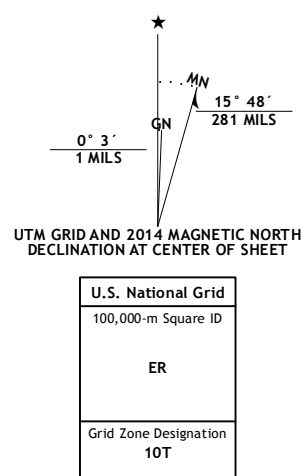 MN
GN
15° 48´
281 MILS
0° 3´
1 MILS
UTM GRID AND 2014 MAGNETIC NORTH
DECLINATION AT CENTER OF SHEET
U.S. National Grid
100,000-m Square ID
ER
Grid Zone Designation
10T